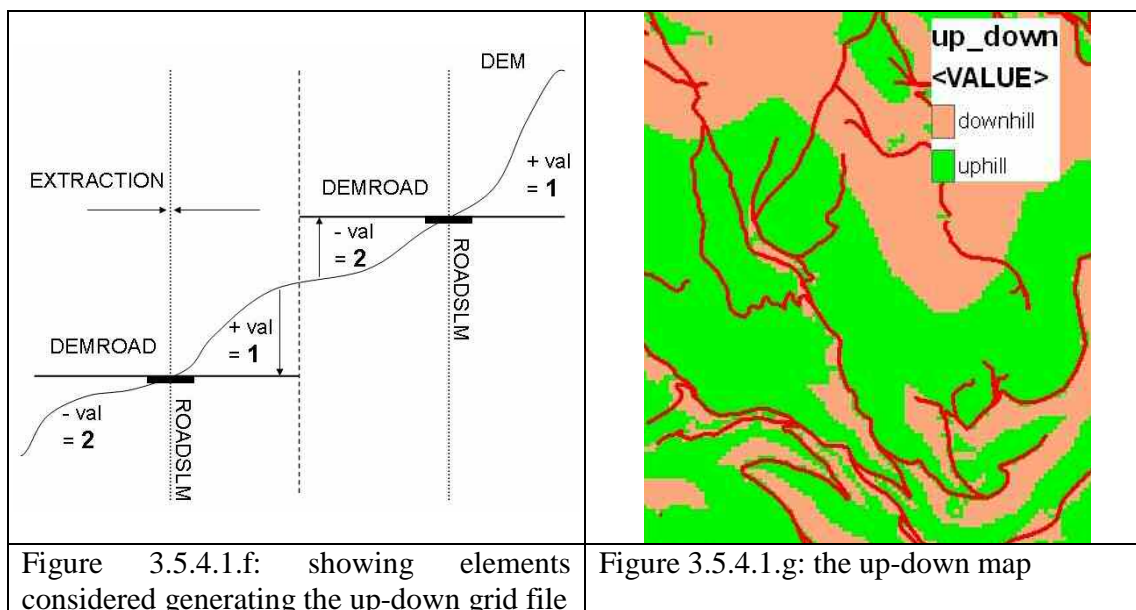 DEM
+ val
= 1
EXTRACTION
DEMROAD
- val
= 2
ROADSLM
+ val
= 1
DEMROAD
- val
= 2
ROADSLM
up_down
<VALUE>
downhill
uphill
Figure 3.5.4.1.f: showing elements
considered generating the up-down grid file
Figure 3.5.4.1.g: the up-down map